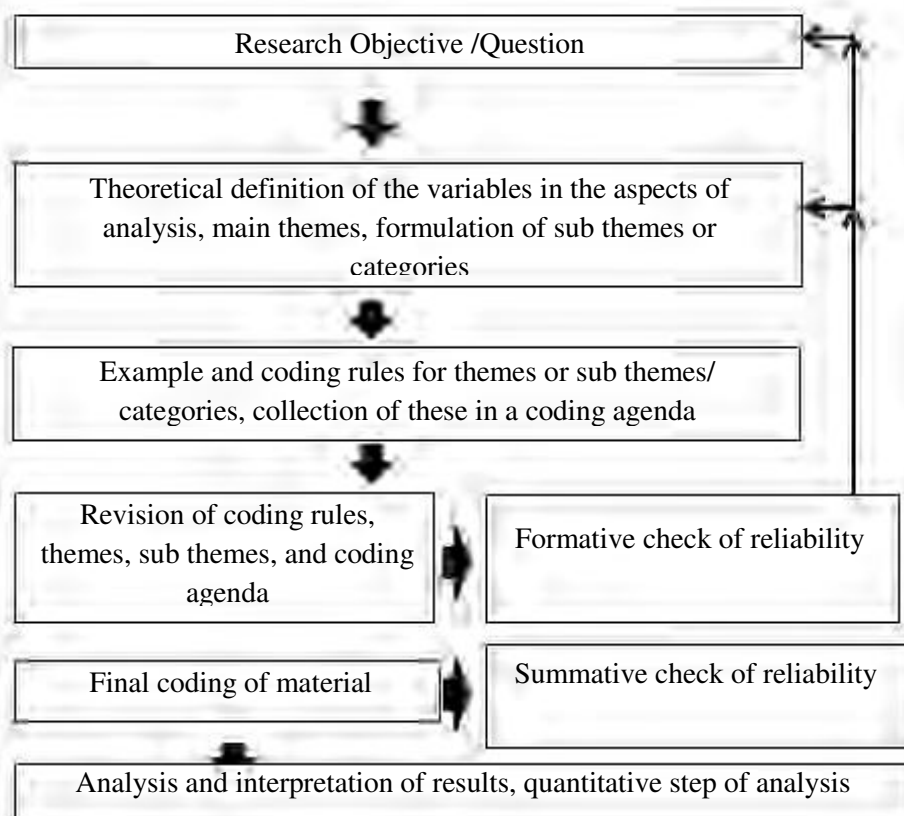 Research Objective /Question
Theoretical definition of the variables in the aspects of
analysis, main themes, formulation of sub themes or
categories
Example and coding rules for themes or sub themes/
categories, collection of these in a coding agenda
Revision of coding rules,
themes, sub themes, and coding
agenda
Formative check of reliability
Final coding of material
Summative check of reliability
Analysis and interpretation of results, quantitative step of analysis